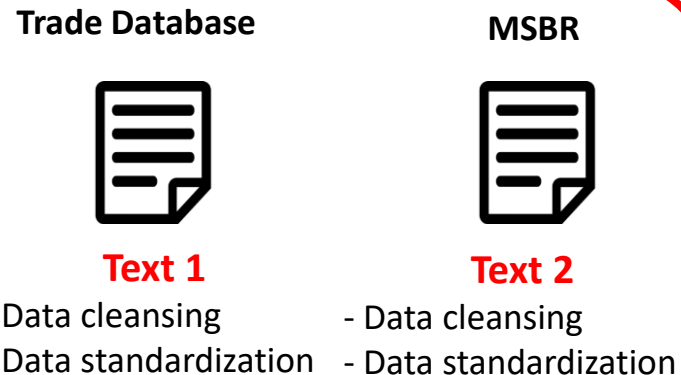 Trade Database
MSBR
Text 1
Text 2
Data cleansing
Data standardization
- Data cleansing
- Data standardization